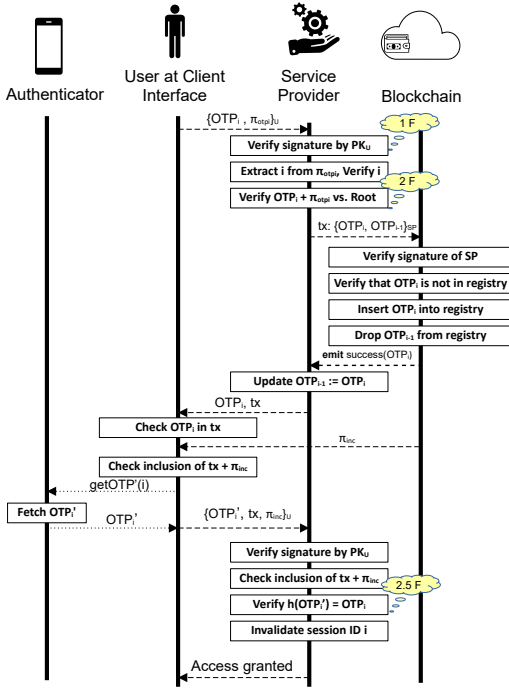 Authenticator
User at Client
Interface
Service
Provider
Blockchain
{OTPᵢ , πₒₜₚᵢ}ᵤ
1 F
Verify signature by PKᵤ
Extract i from πₒₜₚᵢ, Verify i
2 F
Verify OTPᵢ + πₒₜₚᵢ vs. Root
tx: {OTPᵢ, OTPᵢ₋₁}SP
Verify signature of SP
Verify that OTPᵢ is not in registry
Insert OTPᵢ into registry
Drop OTPᵢ₋₁ from registry
emit success(OTPᵢ)
Update OTPᵢ₋₁ := OTPᵢ
OTPᵢ, tx
Check OTPᵢ in tx
πinc
Check inclusion of tx + πinc
getOTP'(i)
Fetch OTPᵢ'
OTPᵢ'
{OTPᵢ', tx, πinc}ᵤ
Verify signature by PKᵤ
Check inclusion of tx + πinc
2.5 F
Verify h(OTPᵢ') = OTPᵢ
Invalidate session ID i
Access granted